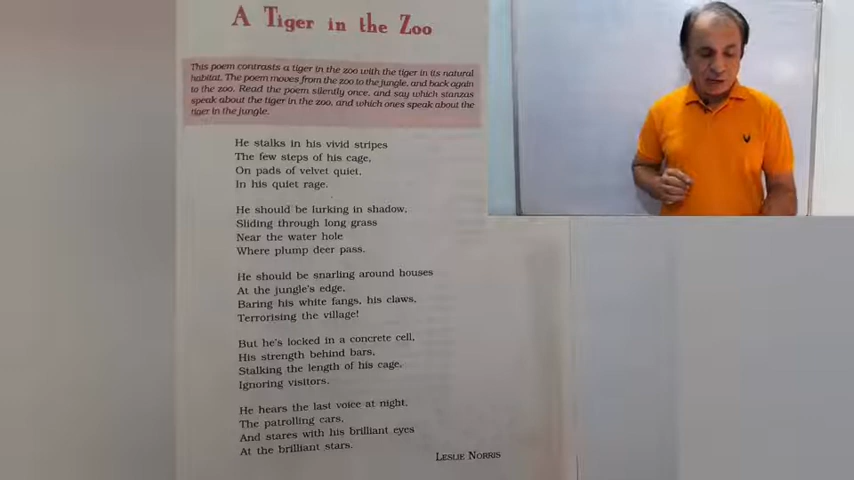 A Tiger in the Zoo
This poem contrasts a tiger in the zoo with the tiger in its natural
habitat. The poem moves from the zoo to the jungle, and back again
to the zoo. Read the poem silently once, and say which stanzas
speak about the tiger in the zoo, and which ones speak about the
tiger in the jungle.
He stalks in his vivid stripes
The few steps of his cage,
On pads of velvet quiet,
In his quiet rage.
He should be lurking in shadow,
Sliding through long grass
Near the water hole
Where plump deer pass.
He should be snarling around houses
At the jungle's edge,
Baring his white fangs, his claws,
Terrorising the village!
But he's locked in a concrete cell,
His strength behind bars,
Stalking the length of his cage,
Ignoring visitors.
He hears the last voice at night,
The patrolling cars,
And stares with his brilliant eyes
At the brilliant stars.
LESLIE NORRIS